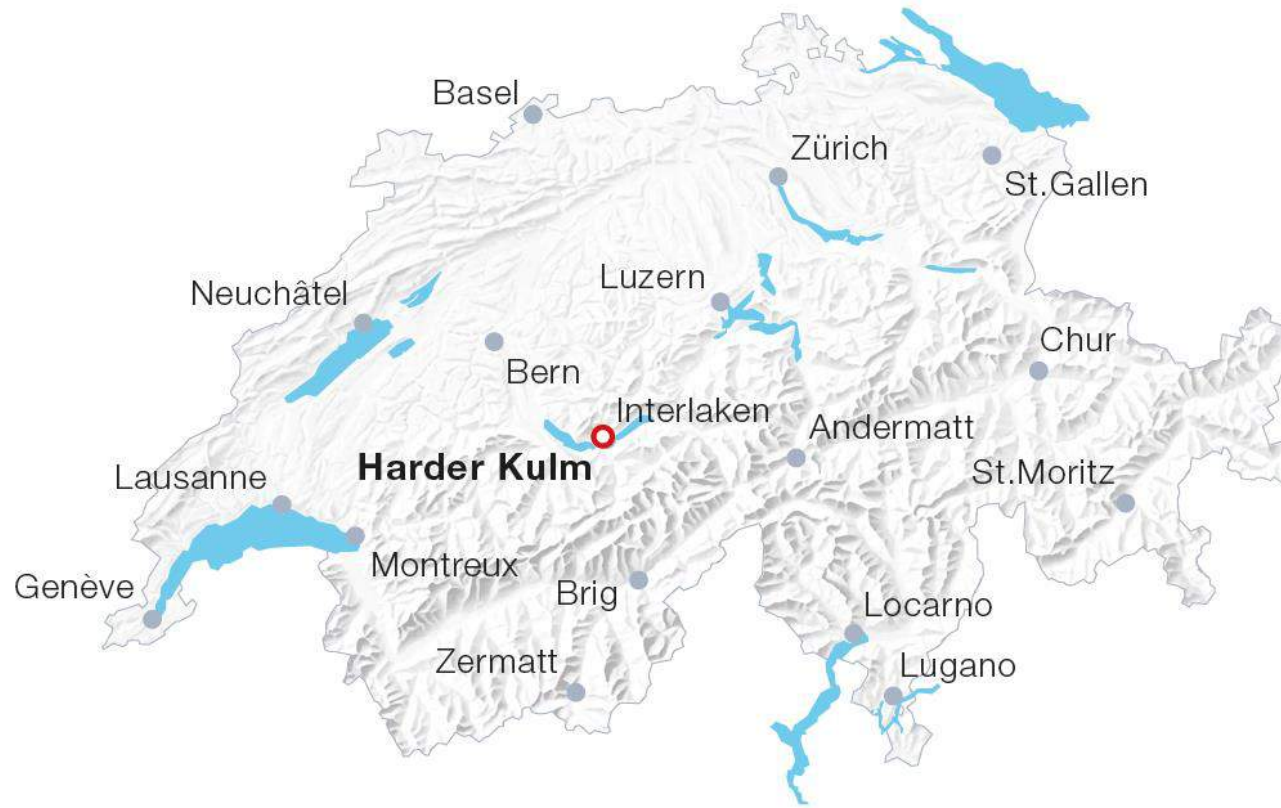 Basel
Zürich
St.Gallen
Luzern
Neuchâtel
Chur
Bern
Interlaken
Andermatt
Harder Kulm
St.Moritz
Lausanne
Montreux
Genève
Brig
Locarno
Zermatt
Lugano